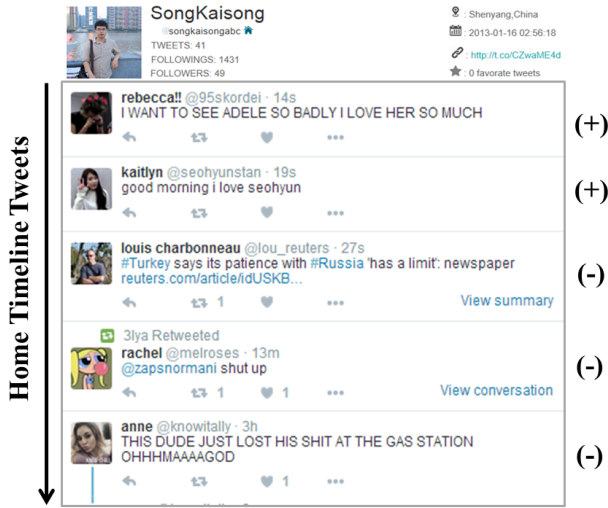 SongKaisong
@songkaisongabc
TWEETS: 41
FOLLOWINGS: 1431
FOLLOWERS: 49
: Shenyang,China
: 2013-01-16 02:56:18
: http://t.co/CZwaME4d
: 0 favorate tweets
Home Timeline Tweets
rebecca!! @95skordei · 14s
I WANT TO SEE ADELE SO BADLY I LOVE HER SO MUCH
(+)
kaitlyn @seohyunstan · 19s
good morning i love seohyun
(+)
louis charbonneau @lou_reuters · 27s
#Turkey says its patience with #Russia 'has a limit': newspaper
reuters.com/article/idUSKB...
1
View summary
(-)
3lya Retweeted
rachel @melroses · 13m
@zapsnormani shut up
1 1
View conversation
(-)
anne @knowitally · 3h
THIS DUDE JUST LOST HIS SHIT AT THE GAS STATION
OHHHMAAAAGOD
1
(-)